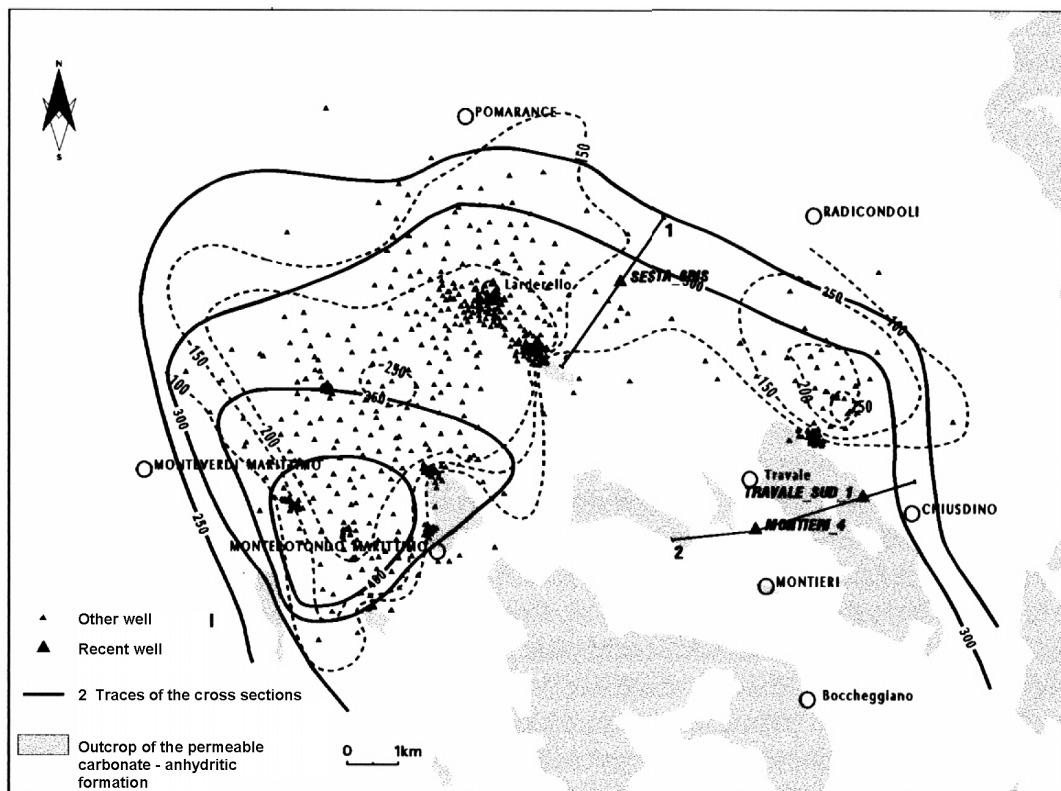 N
S
POMARANCE
150
RADICONDOLI
1
SESTA_6BIS
300
250
100
Larderello
150
100
300
250
250
250
200
150
200
250
MONTEVERDI MARITTIMO
Travale
TRAVALE_SUD_1
CHIUSDINO
MONTIERI_4
2
MONTEROTONDO MARITTIMO
400
MONTIERI
300
Other well
Recent well
2 Traces of the cross sections
Boccheggiano
Outcrop of the permeable
carbonate - anhydritic
formation
0 1km